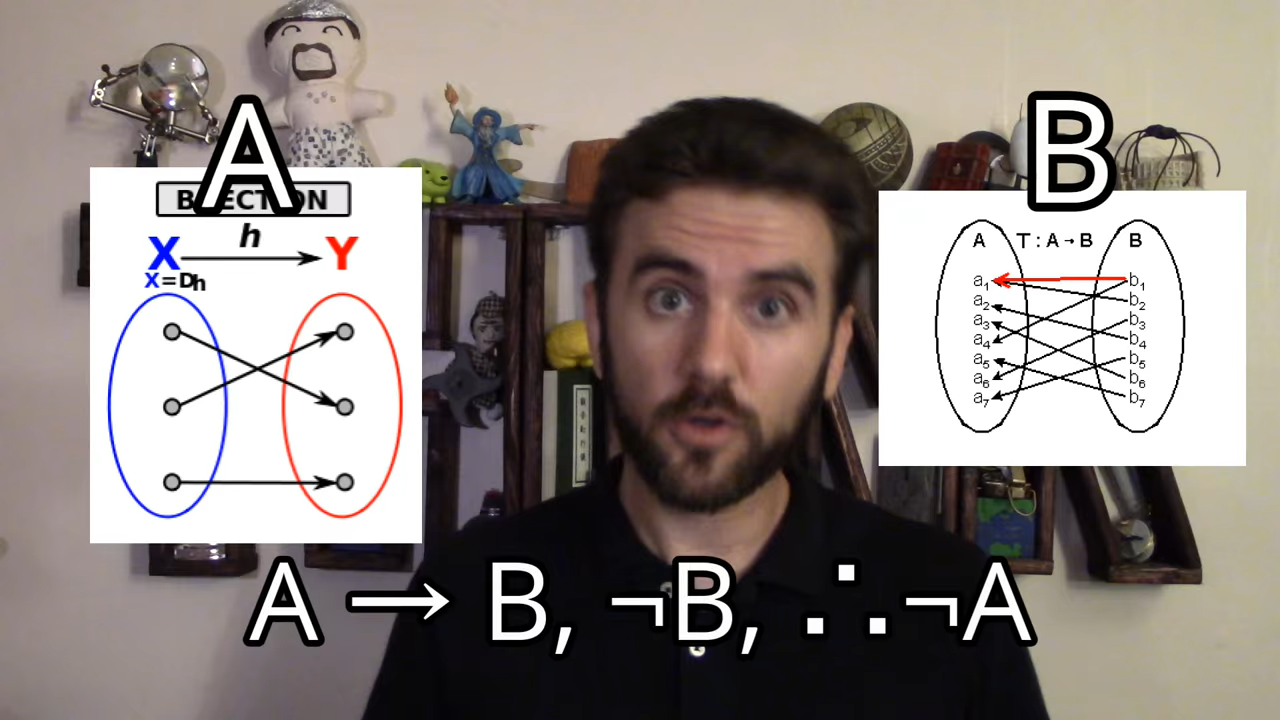 A
B
BIJECTION
h
X Y
X=Dh
A T:A→B B
a1 b1
a2 b2
a3 b3
a4 b4
a5 b5
a6 b6
a7 b7
A → B, ¬B, ∴¬A